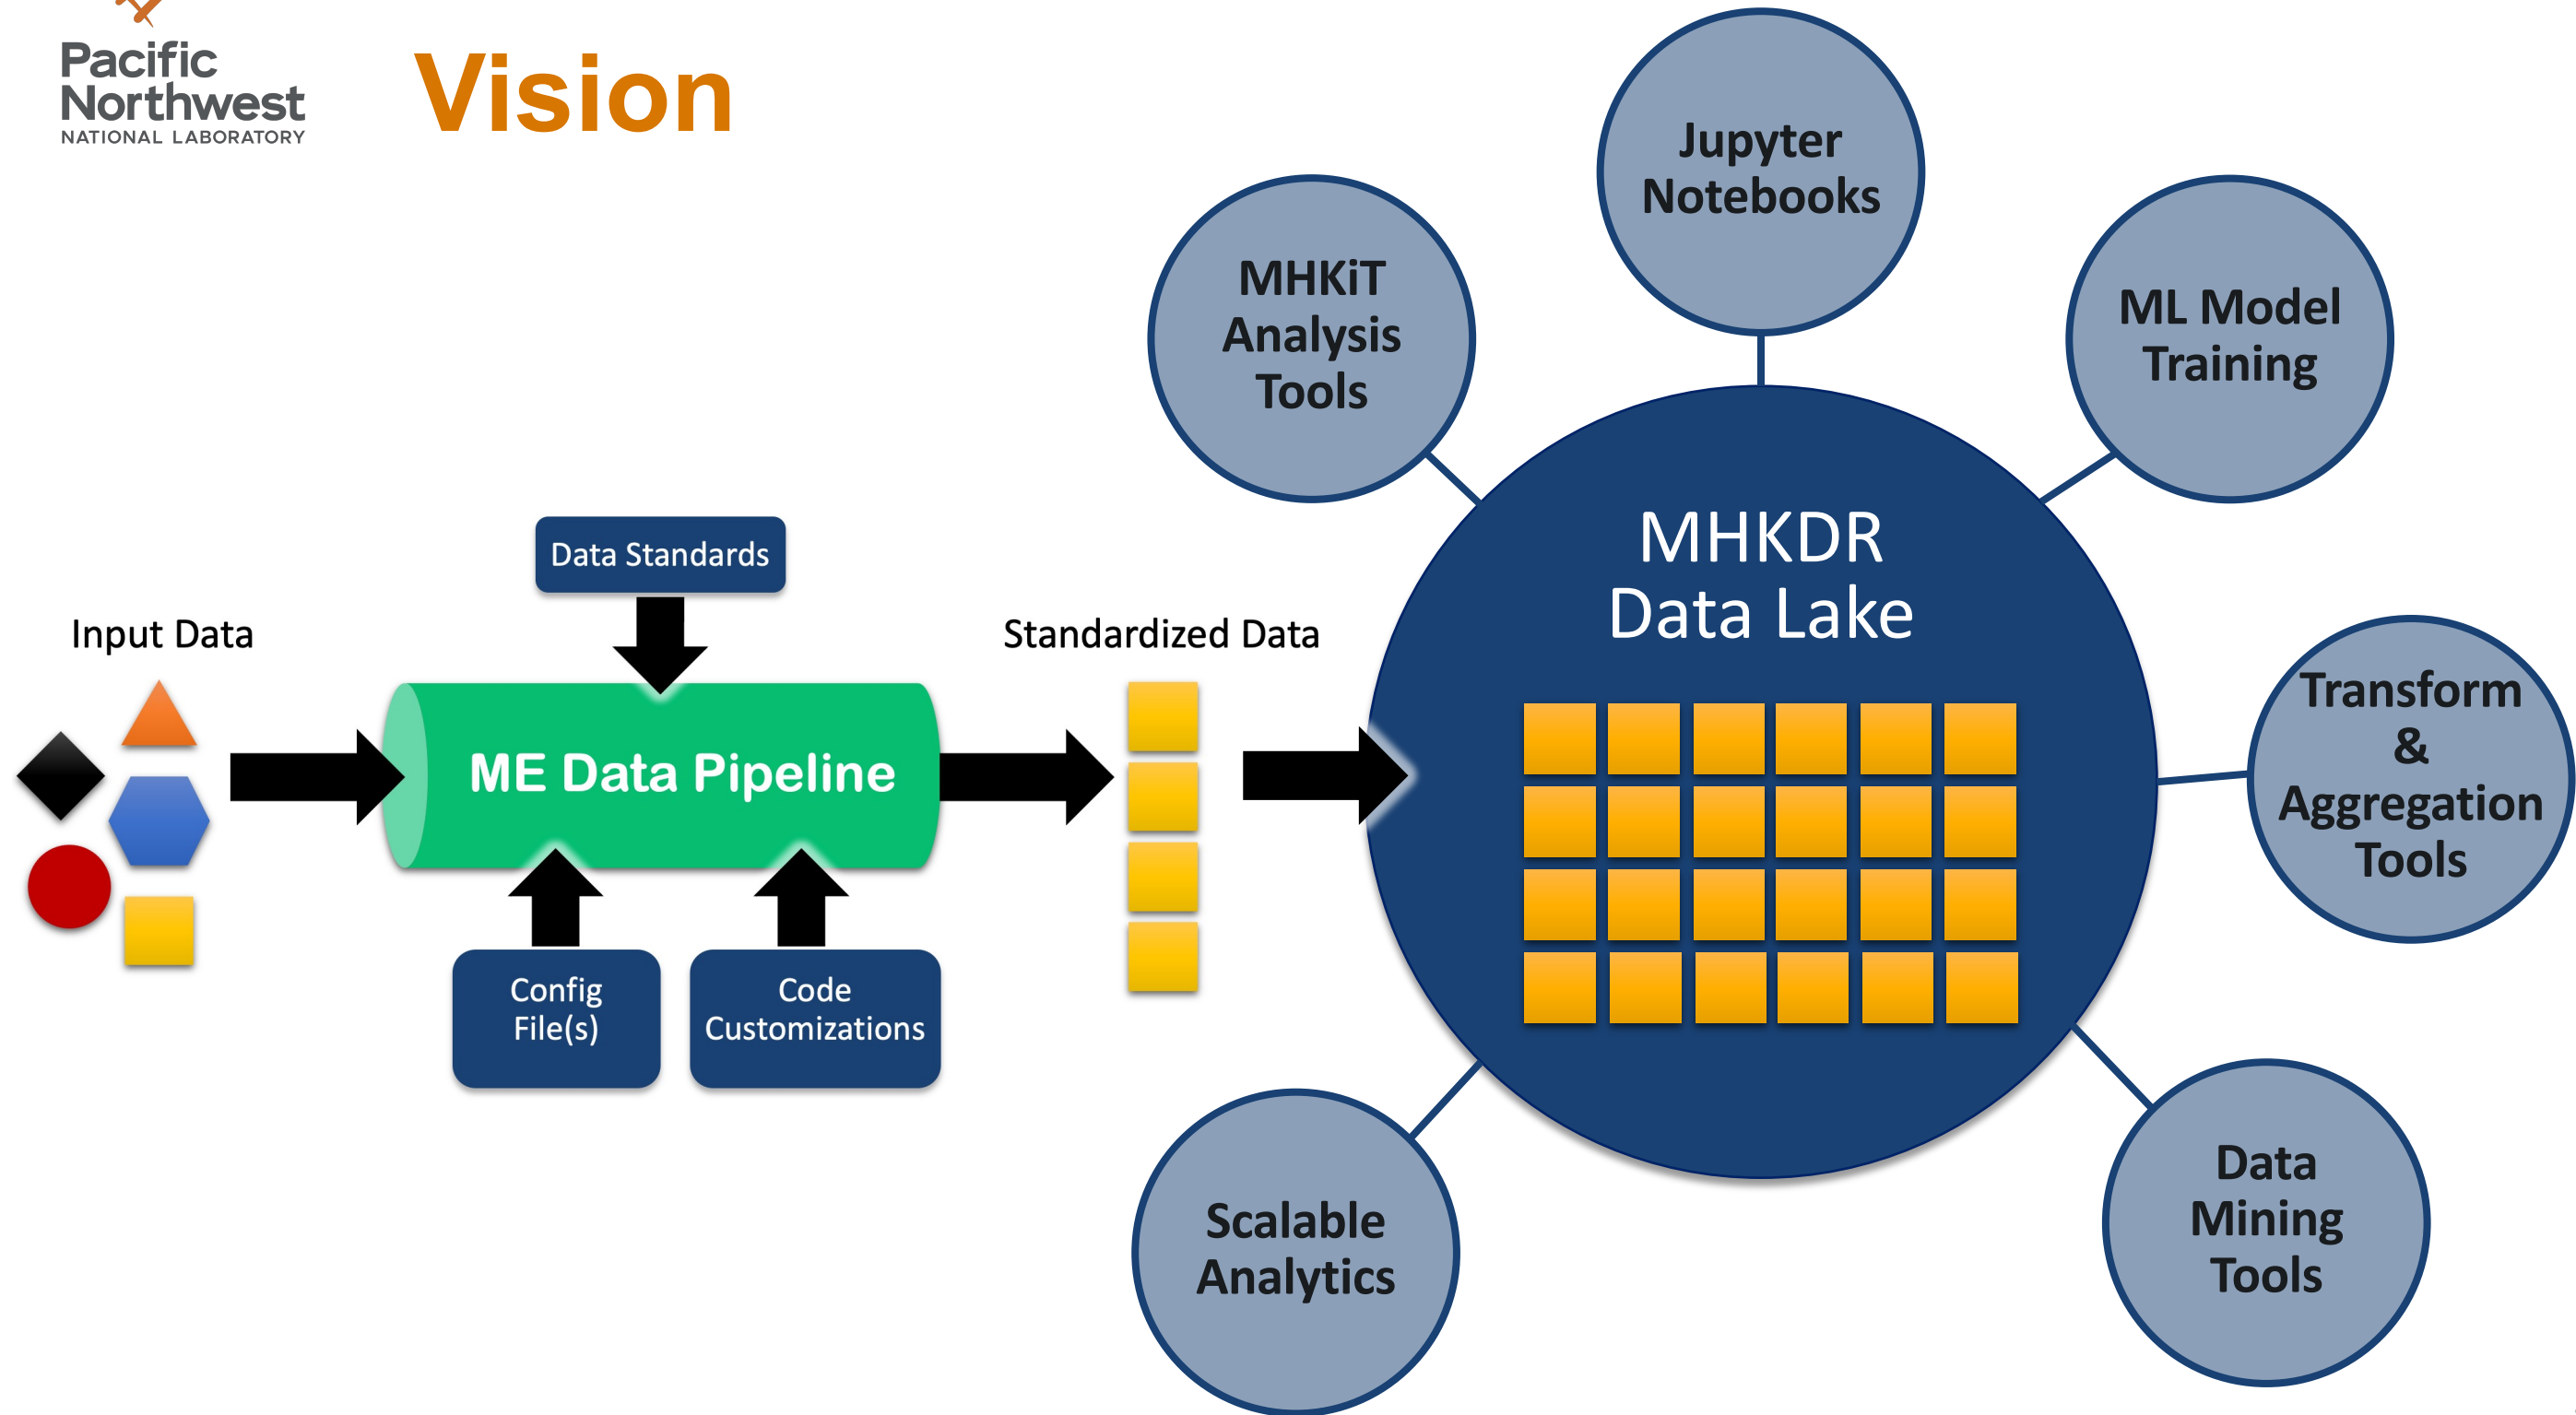 Pacific
Northwest
NATIONAL LABORATORY
Vision
Input Data
Data Standards
ME Data Pipeline
Config
File(s)
Code
Customizations
Standardized Data
MHKDR
Data Lake
MHKiT
Analysis
Tools
Jupyter
Notebooks
ML Model
Training
Transform
&
Aggregation
Tools
Data
Mining
Tools
Scalable
Analytics